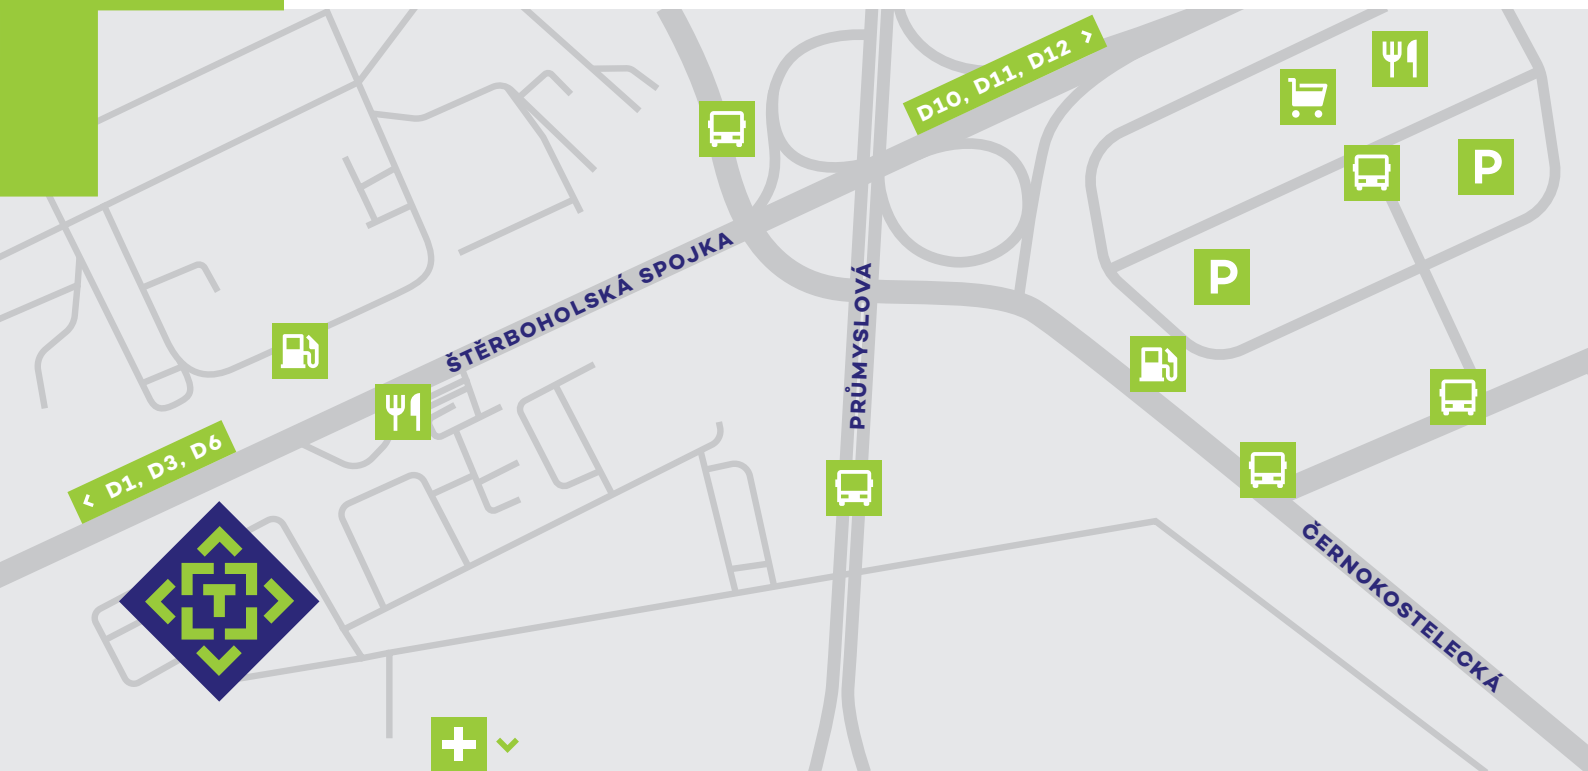 D10, D11, D12 >
P
ŠTĚRBOHOLSKÁ SPOJKA
P
PRŮMYSLOVÁ
< D1, D3, D6
ČERNOKOSTELECKÁ
T